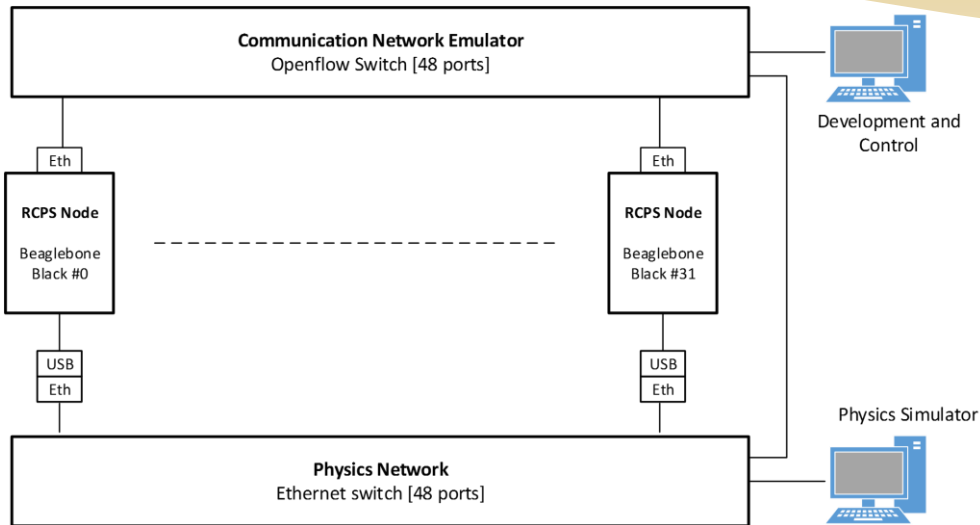 Communication Network Emulator
Openflow Switch [48 ports]
Development and
Control
Eth
Eth
RCPS Node
Beaglebone
Black #0
RCPS Node
Beaglebone
Black #31
USB
Eth
USB
Eth
Physics Simulator
Physics Network
Ethernet switch [48 ports]